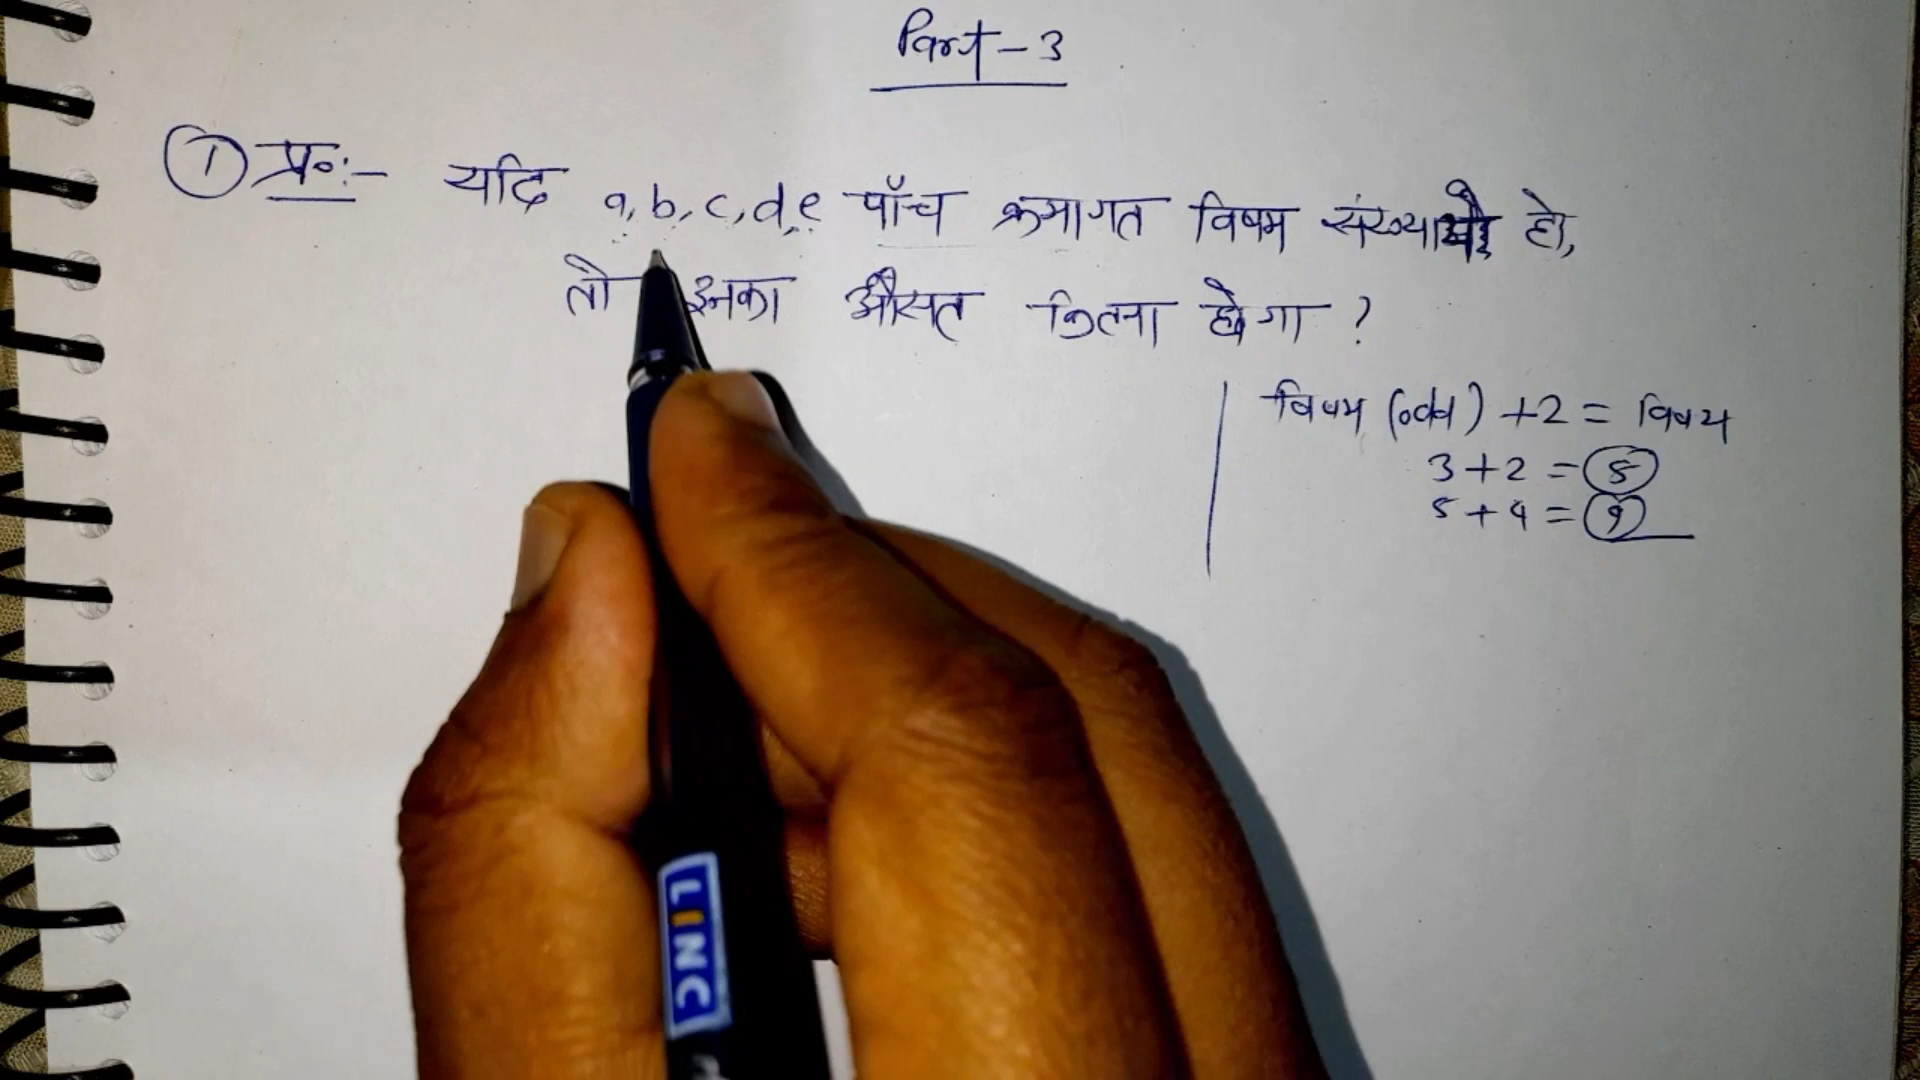 Part-3
① प्र०:- यदि a, b, c, d, e पाँच क्रमागत विषम संख्याये हो,
तो इनका औसत कितना होगा ?
विषम (odd) +2 = विषम
3+2 = 5
5+4 = 9
LINC